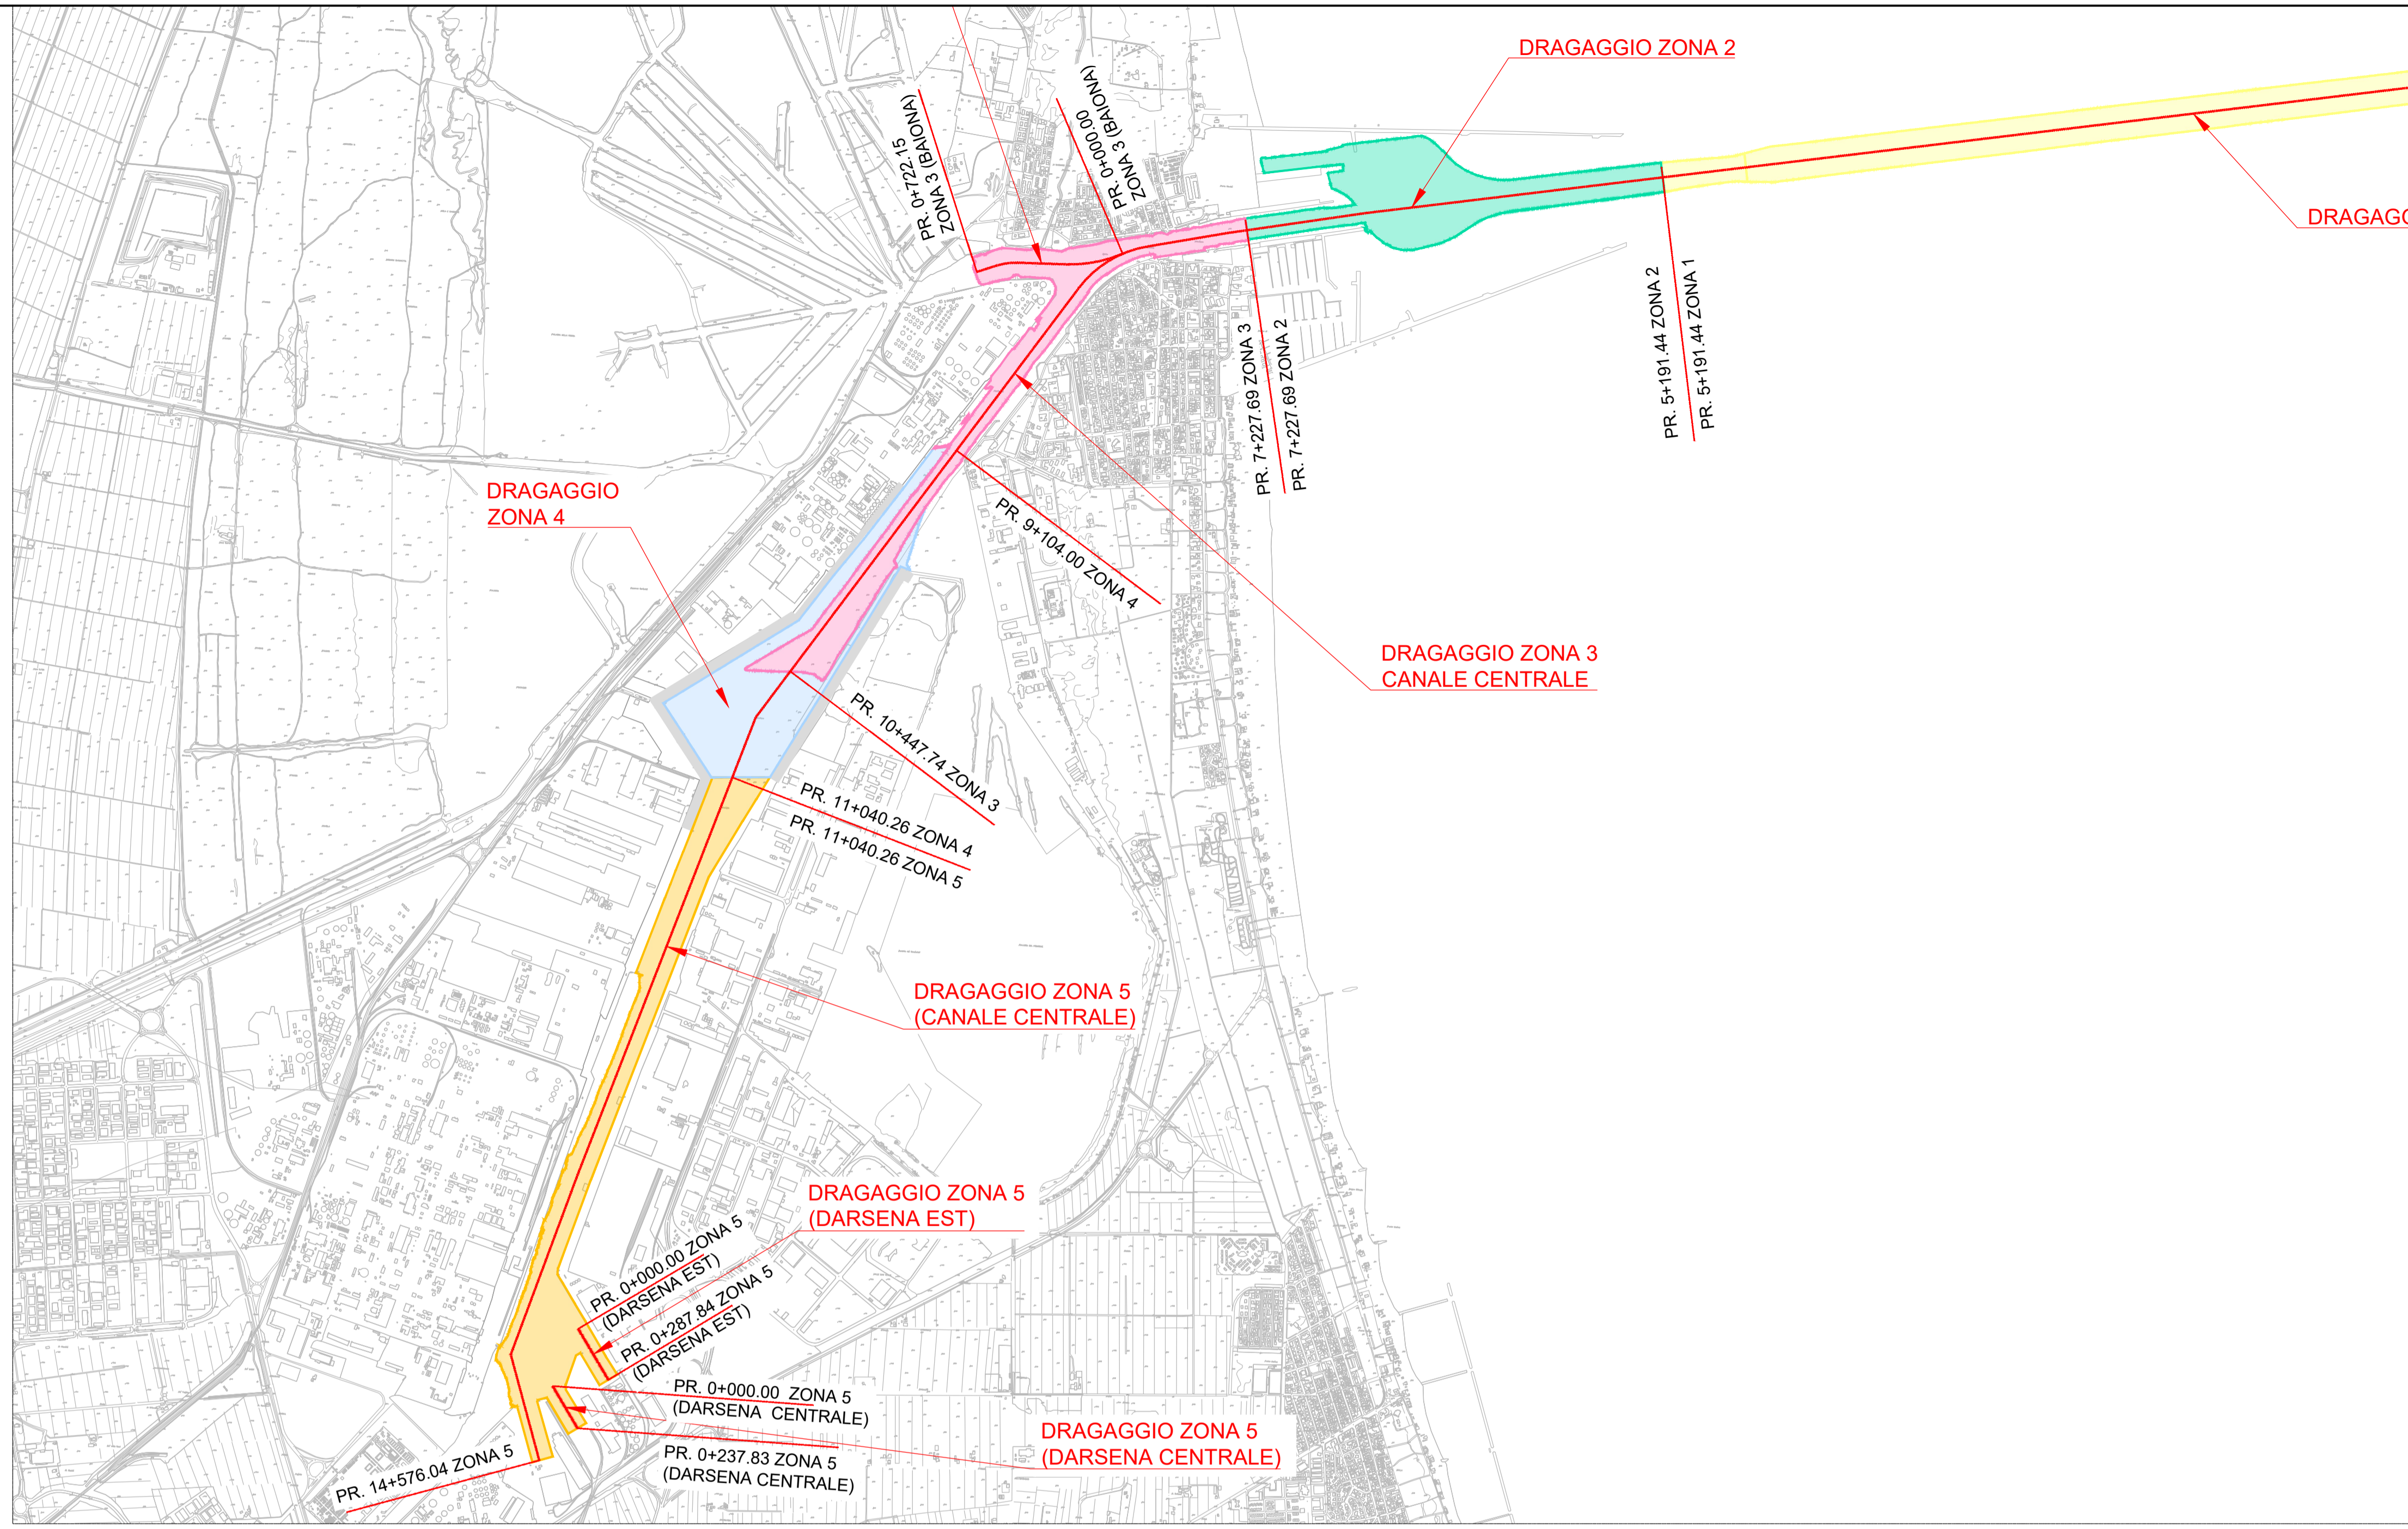 DRAGAGGIO ZONA 2
PR. 0+722.15
ZONA 3 (BAIONA)
PR. 0+000.00
ZONA 3 (BAIONA)
DRAGAGG
PR. 7+227.69 ZONA 3
PR. 7+227.69 ZONA 2
PR. 5+191.44 ZONA 2
PR. 5+191.44 ZONA 1
DRAGAGGIO
ZONA 4
PR. 9+104.00 ZONA 4
DRAGAGGIO ZONA 3
CANALE CENTRALE
PR. 10+447.74 ZONA 3
PR. 11+040.26 ZONA 4
PR. 11+040.26 ZONA 5
DRAGAGGIO ZONA 5
(CANALE CENTRALE)
DRAGAGGIO ZONA 5
(DARSENA EST)
PR. 0+000.00 ZONA 5
(DARSENA EST)
PR. 0+287.84 ZONA 5
(DARSENA EST)
PR. 0+000.00 ZONA 5
(DARSENA CENTRALE)
DRAGAGGIO ZONA 5
(DARSENA CENTRALE)
PR. 0+237.83 ZONA 5
(DARSENA CENTRALE)
PR. 14+576.04 ZONA 5